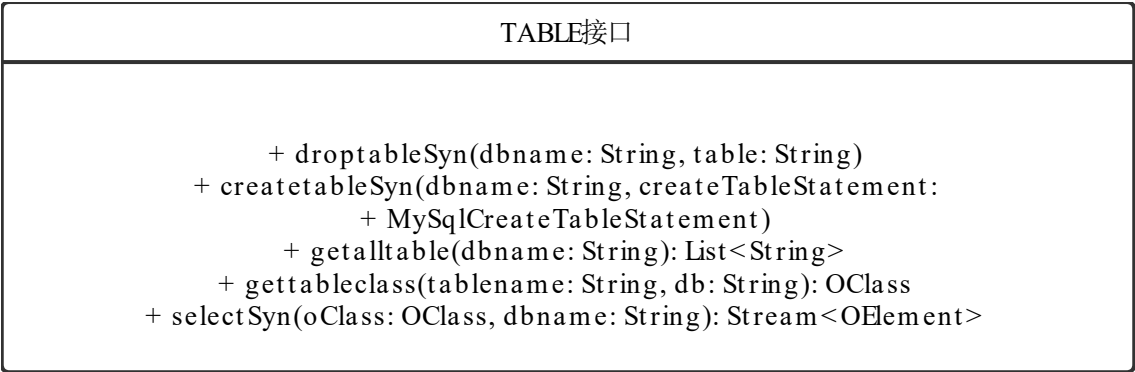 TABLE接口
+ droptableSyn(dbname: String, table: String)
+ createtableSyn(dbname: String, createTableStatement:
+ MySqlCreateTableStatement)
+ getalltable(dbname: String): List<String>
+ gettableclass(tablename: String, db: String): OClass
+ selectSyn(oClass: OClass, dbname: String): Stream<OElement>